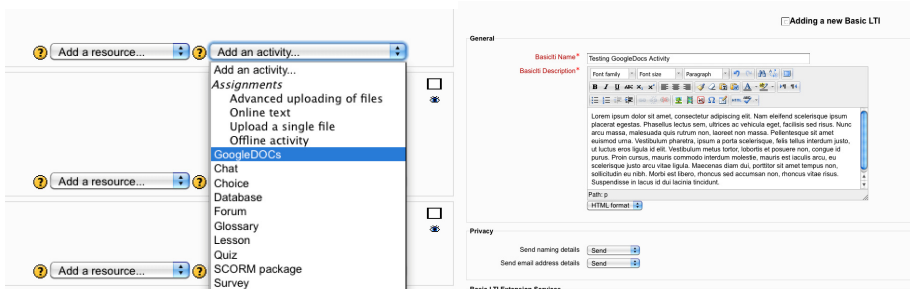 Add a resource...
Add an activity...
Add an activity...
Assignments
Advanced uploading of files
Online text
Upload a single file
Offline activity
GoogleDOCs
Chat
Choice
Add a resource...
Database
Forum
Glossary
Lesson
Quiz
Add a resource...
SCORM package
Survey
Adding a new Basic LTI
General
Basiclti Name*
Testing GoogleDocs Activity
Basiclti Description*
Font family
Font size
Paragraph
Lorem ipsum dolor sit amet, consectetur adipiscing elit. Nam eleifend scelerisque ipsum
placerat egestas. Phasellus lectus sem, ultrices ac vehicula eget, facilisis sed risus. Nunc
arcu massa, malesuada quis rutrum non, laoreet non massa. Pellentesque sit amet
euismod urna. Vestibulum pharetra, ipsum a porta scelerisque, felis tellus interdum justo,
ut luctus eros ligula id elit. Vestibulum metus tortor, lobortis et posuere non, congue id
purus. Proin cursus, mauris commodo interdum molestie, mauris est iaculis arcu, eu
scelerisque justo arcu vitae ligula. Maecenas diam dui, porttitor sit amet tempus non,
sollicitudin eu nibh. Morbi est libero, rhoncus sed accumsan non, rhoncus vitae risus.
Suspendisse in lacus id dui lacinia tincidunt.
Path: p
HTML format
Privacy
Send naming details
Send
Send email address details
Send
Basic LTI Extension Services